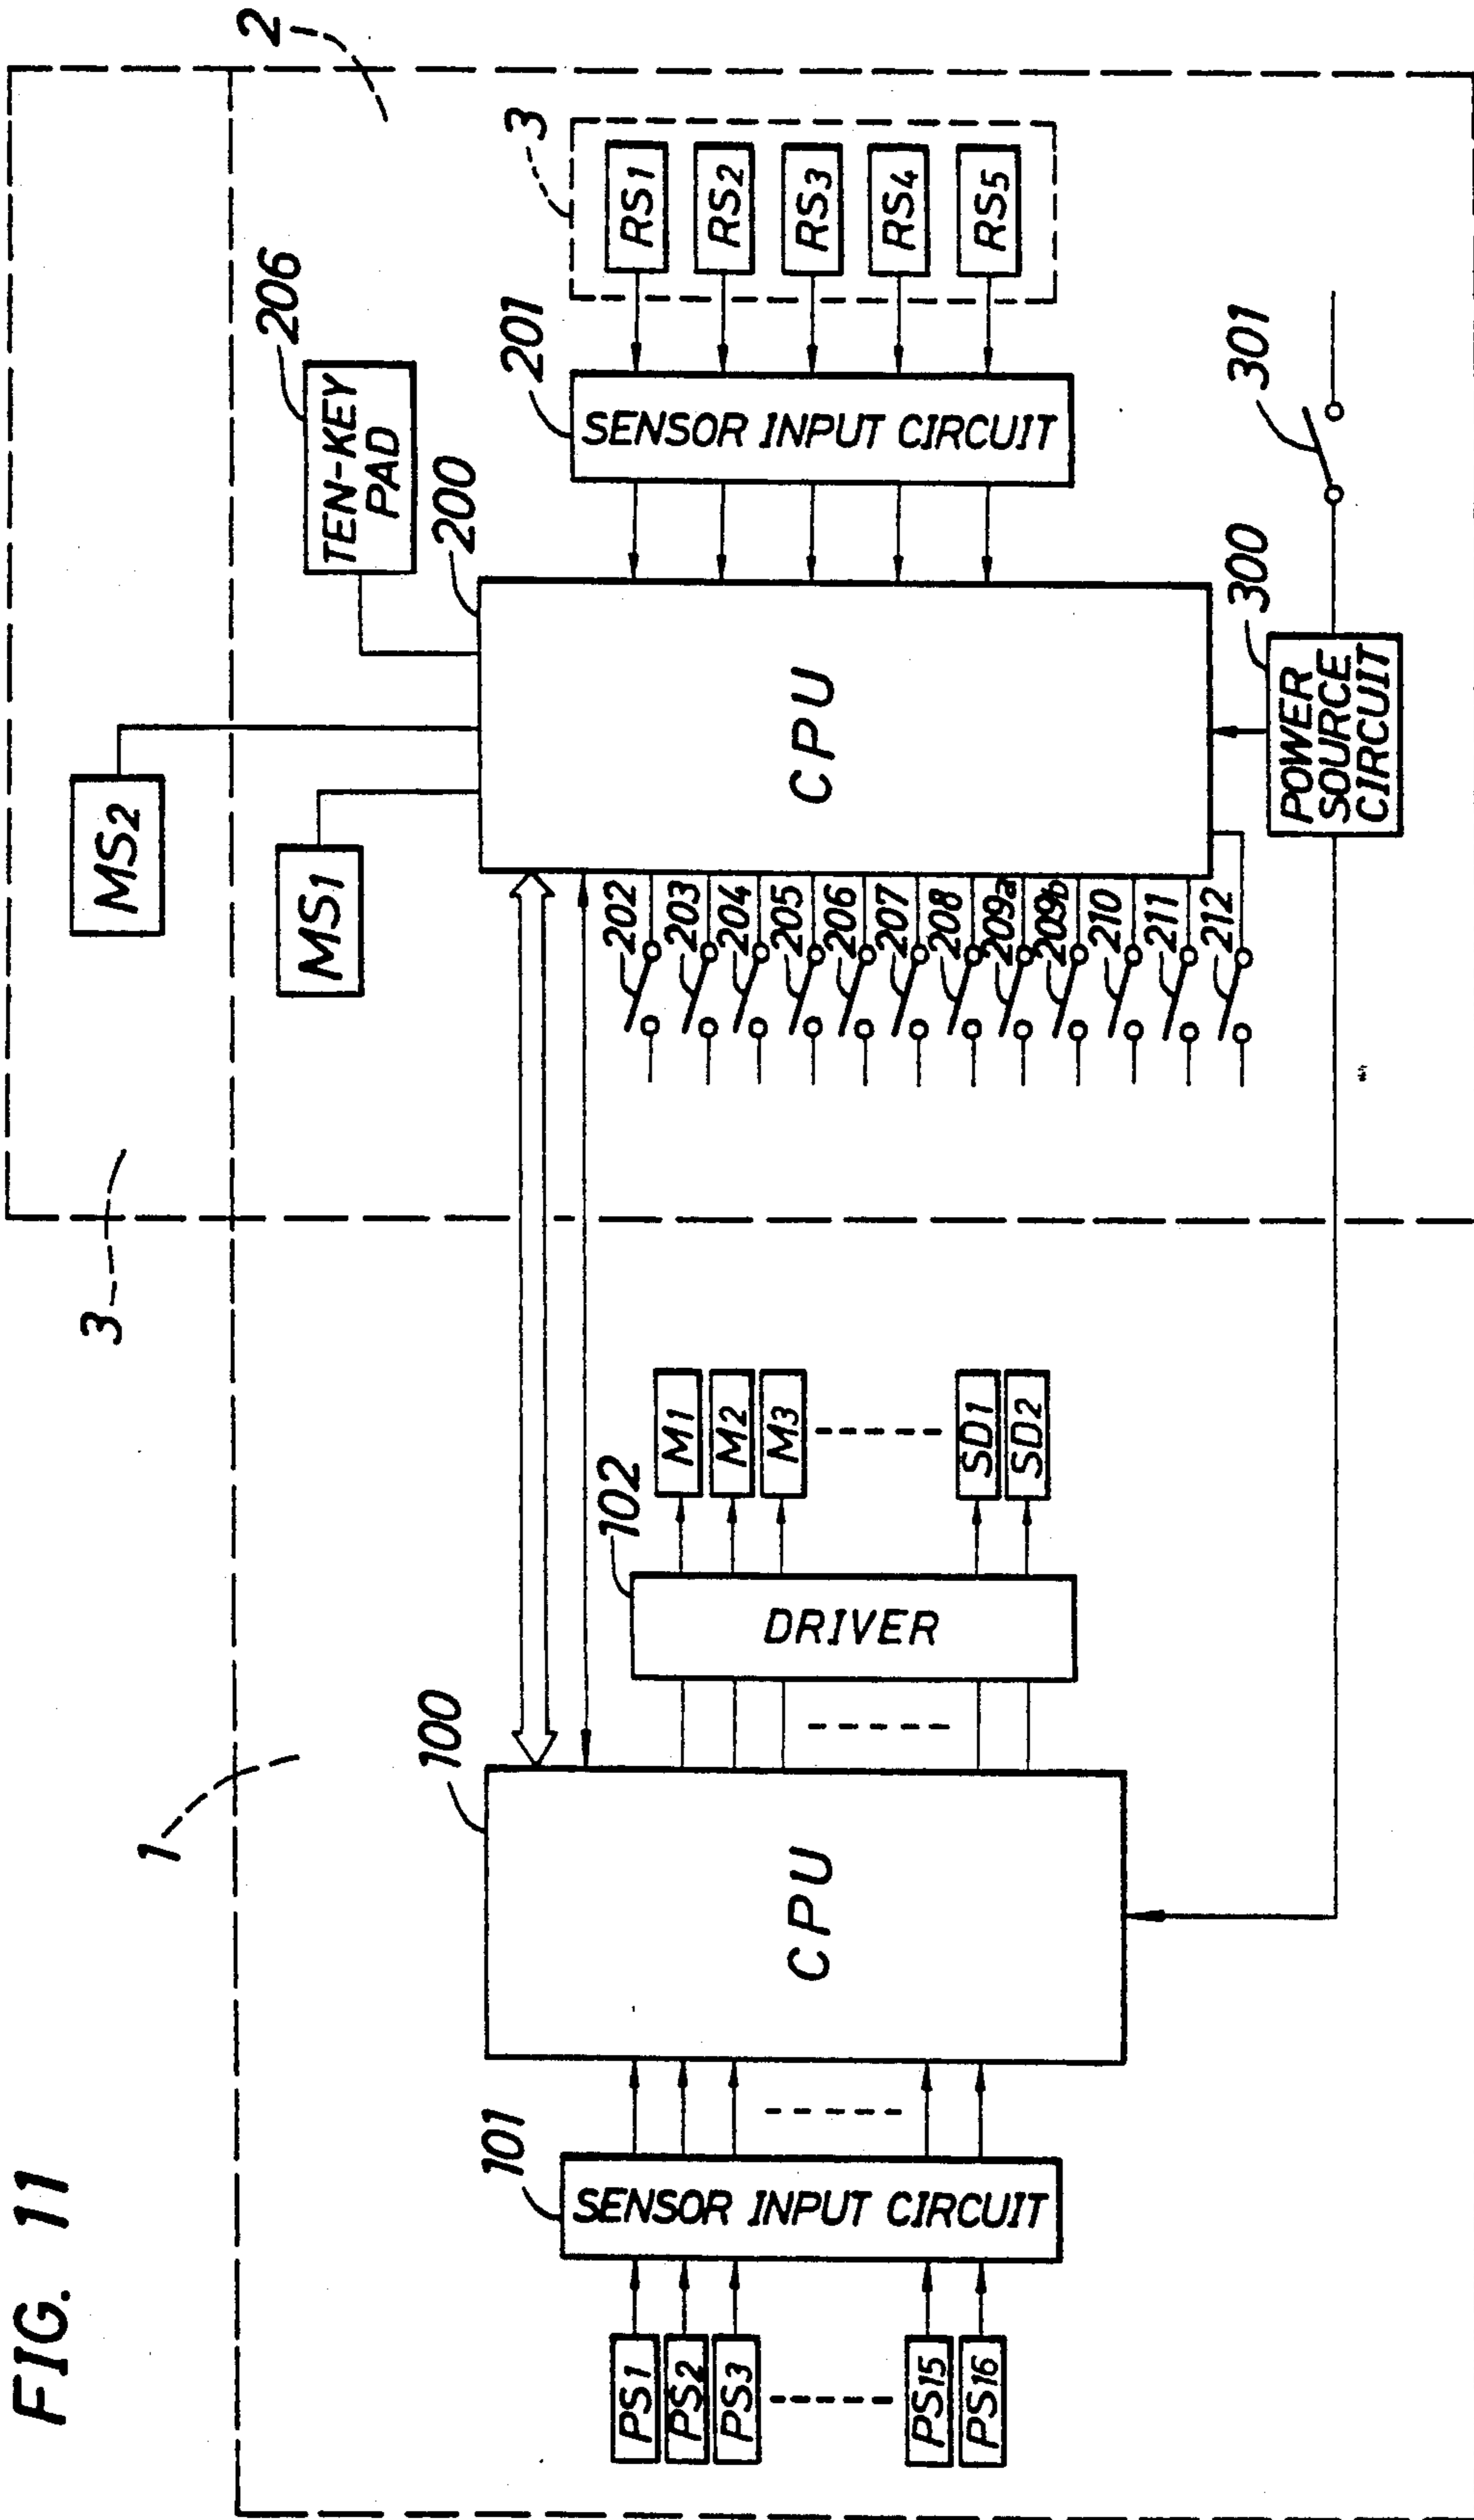 FIG. 11
1
3
2
MS2
MS1
TEN-KEY
PAD
206
3
RS1
RS2
RS3
RS4
RS5
201
SENSOR INPUT CIRCUIT
200
CPU
202
203
204
205
206
207
208
209a
209b
210
211
212
300
POWER
SOURCE
CIRCUIT
301
100
CPU
102
DRIVER
M1
M2
M3
SD1
SD2
101
SENSOR INPUT CIRCUIT
PS1
PS2
PS3
PS15
PS16